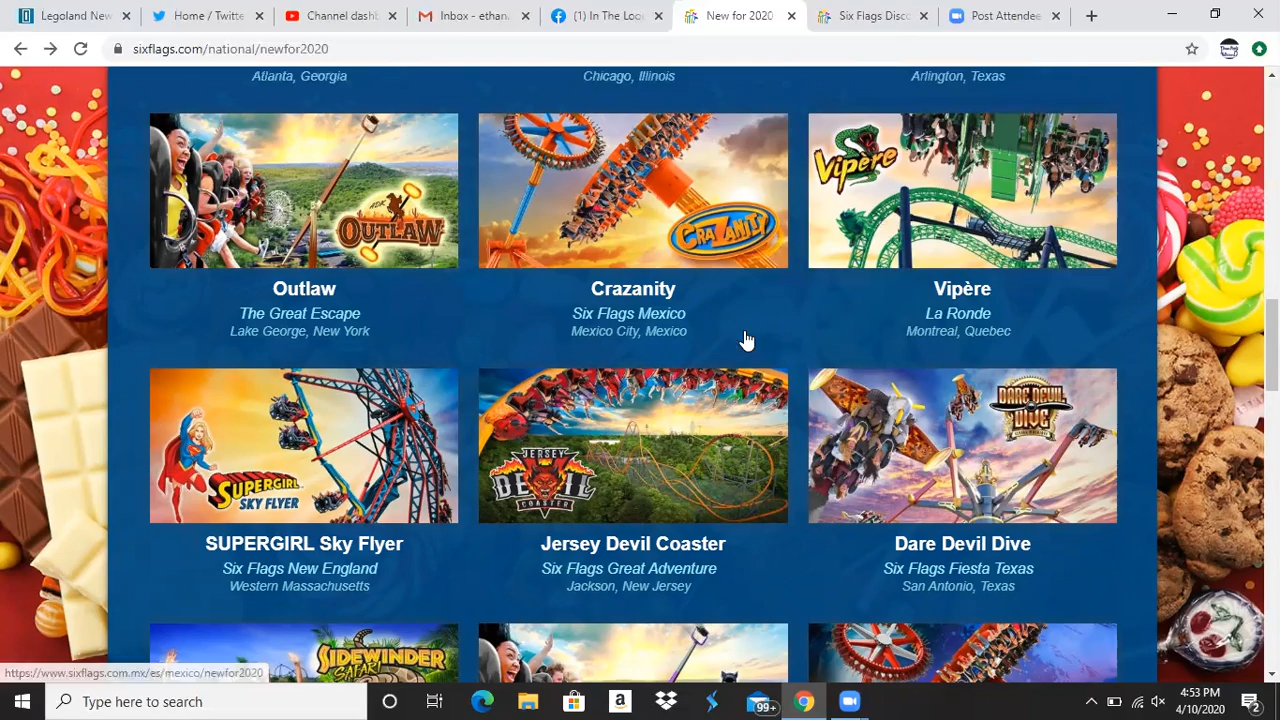 Legoland New
Home / Twitte
Channel dashb
Inbox - ethan
(1) In The Loo
New for 2020
Six Flags Disc
Post Attendee
sixflags.com/national/newfor2020
Atlanta, Georgia
Chicago, Illinois
Arlington, Texas
OUTLAW
CRAZANITY
Vipère
Outlaw
The Great Escape
Lake George, New York
Crazanity
Six Flags Mexico
Mexico City, Mexico
Vipère
La Ronde
Montreal, Quebec
SUPERGIRL
SKY FLYER
JERSEY
DEVIL
COASTER
DARE DEVIL
DIVE
SUPERGIRL Sky Flyer
Six Flags New England
Western Massachusetts
Jersey Devil Coaster
Six Flags Great Adventure
Jackson, New Jersey
Dare Devil Dive
Six Flags Fiesta Texas
San Antonio, Texas
SIDEWINDER
SAFARI
https://www.sixflags.com.mx/es/mexico/newfor2020
Type here to search
99+
4:53 PM
4/10/2020
2